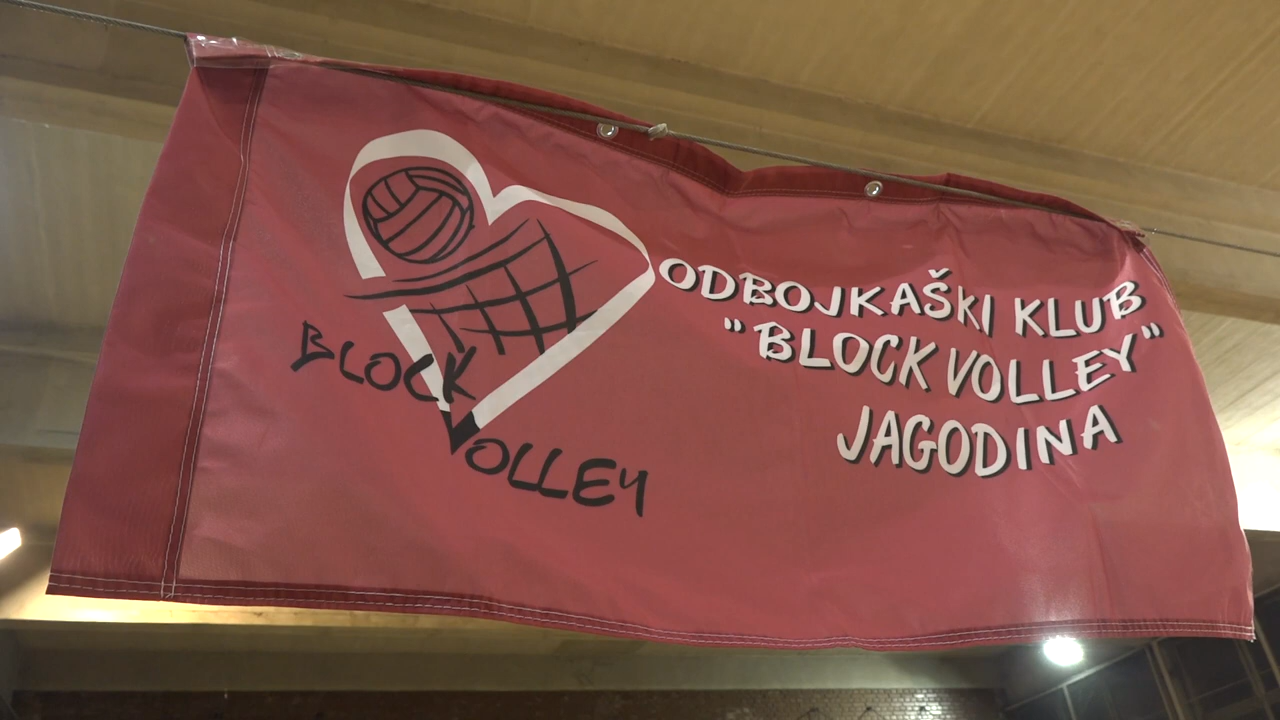 BLOCK
VOLLEY
ODBOJKAŠKI KLUB
"BLOCK VOLLEY"
JAGODINA